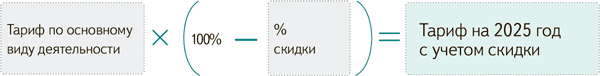 Тариф по основному
виду деятельности
×
(100% —
%
скидки)
=
Тариф на 2025 год
с учетом скидки